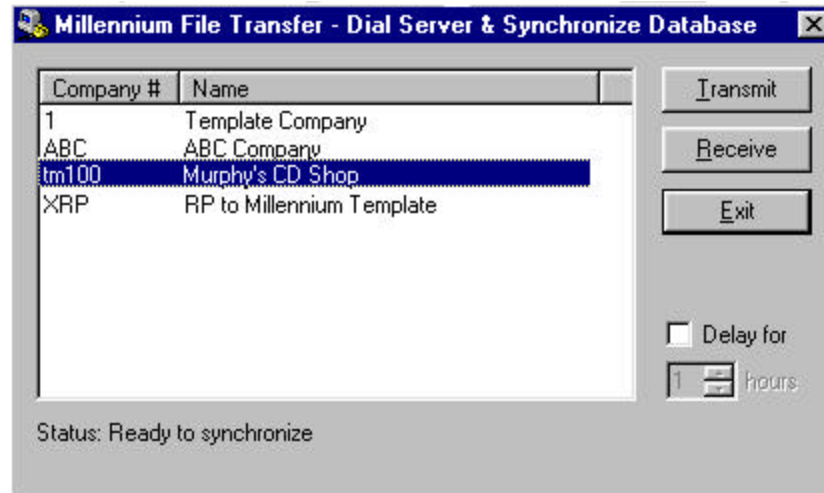 Millennium File Transfer - Dial Server & Synchronize Database
Company # Name
1 Template Company
ABC ABC Company
tm100 Murphy's CD Shop
XRP RP to Millennium Template
Transmit
Receive
Exit
Delay for
1 hours
Status: Ready to synchronize